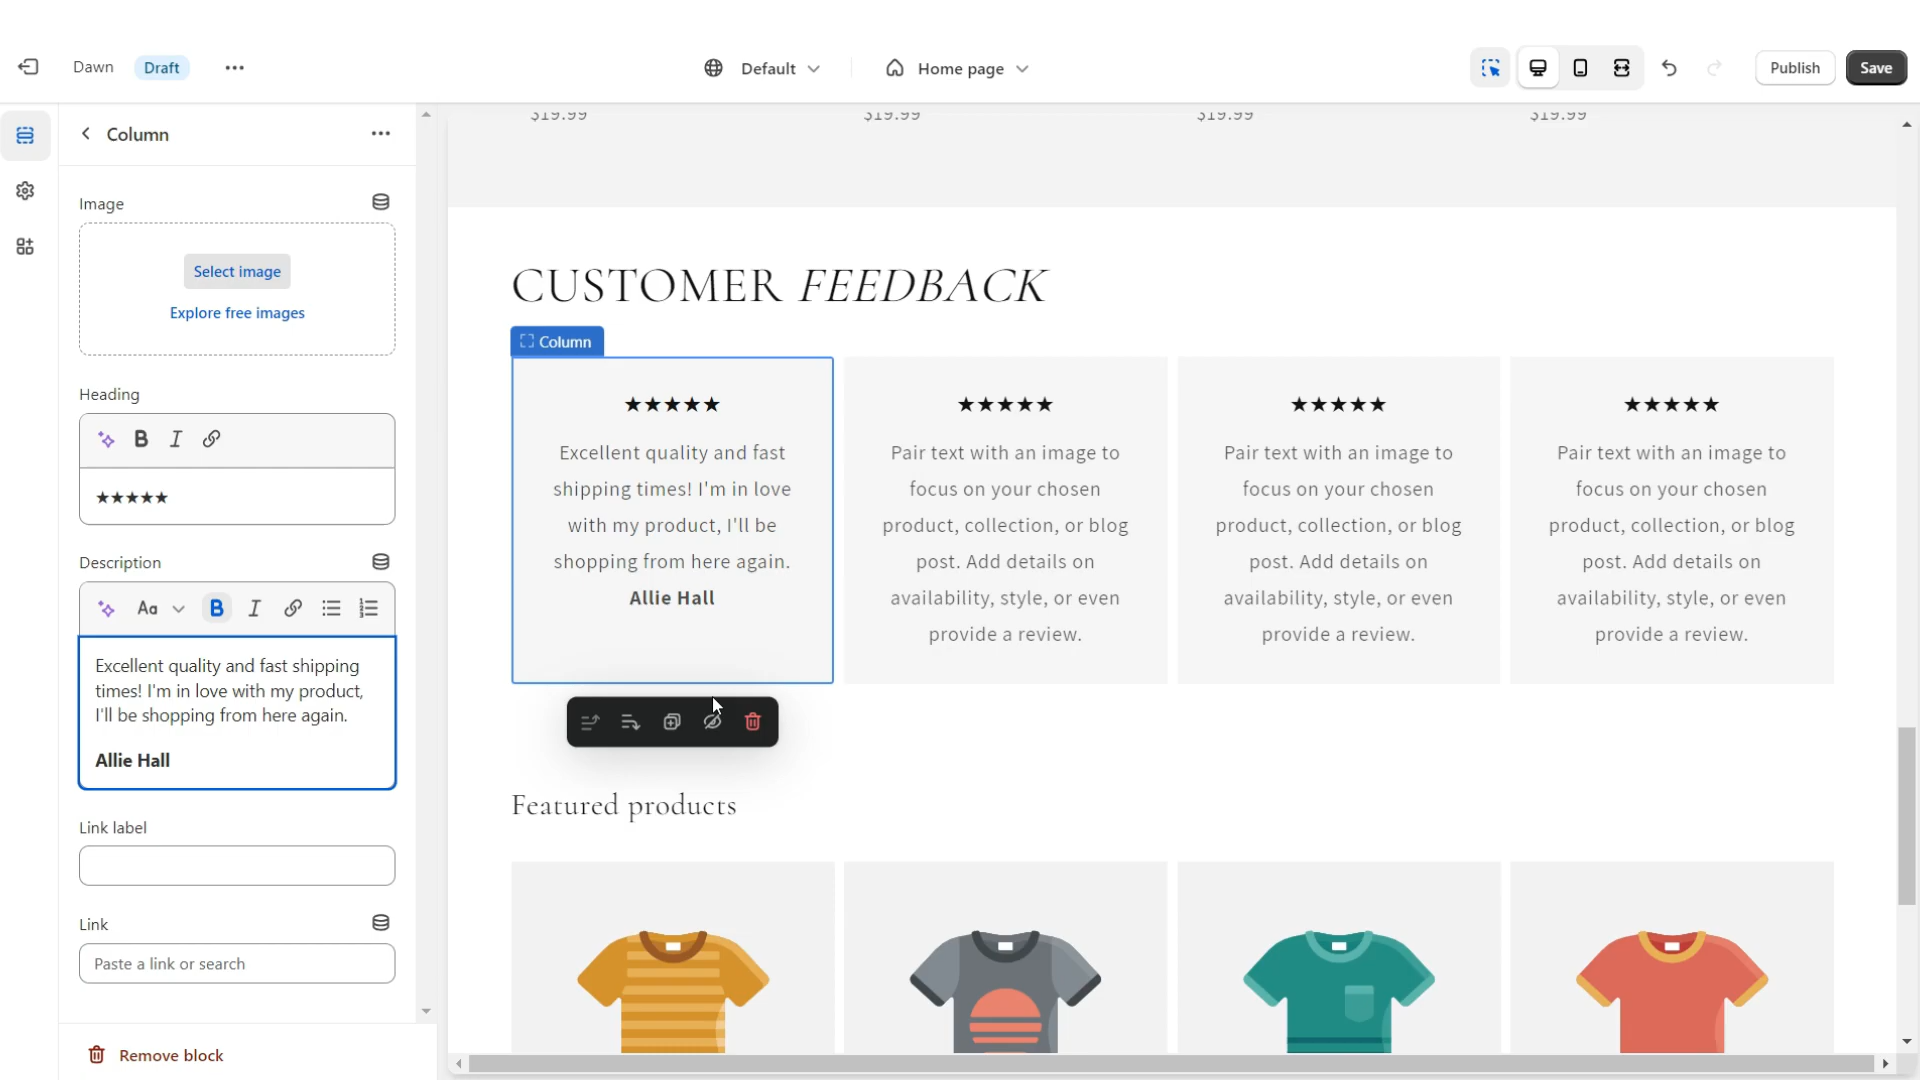 Dawn
Draft
Default
Home page
Publish
Save
Column
Image
Select image
Explore free images
Heading
B I
★★★★★
Description
Aa B I
Excellent quality and fast shipping
times! I'm in love with my product,
I'll be shopping from here again.
Allie Hall
Link label
Link
Paste a link or search
Remove block
$19.99 $19.99 $19.99 $19.99
CUSTOMER FEEDBACK
Column
★★★★★
Excellent quality and fast
shipping times! I'm in love
with my product, I'll be
shopping from here again.
Allie Hall
★★★★★
Pair text with an image to
focus on your chosen
product, collection, or blog
post. Add details on
availability, style, or even
provide a review.
★★★★★
Pair text with an image to
focus on your chosen
product, collection, or blog
post. Add details on
availability, style, or even
provide a review.
★★★★★
Pair text with an image to
focus on your chosen
product, collection, or blog
post. Add details on
availability, style, or even
provide a review.
Featured products